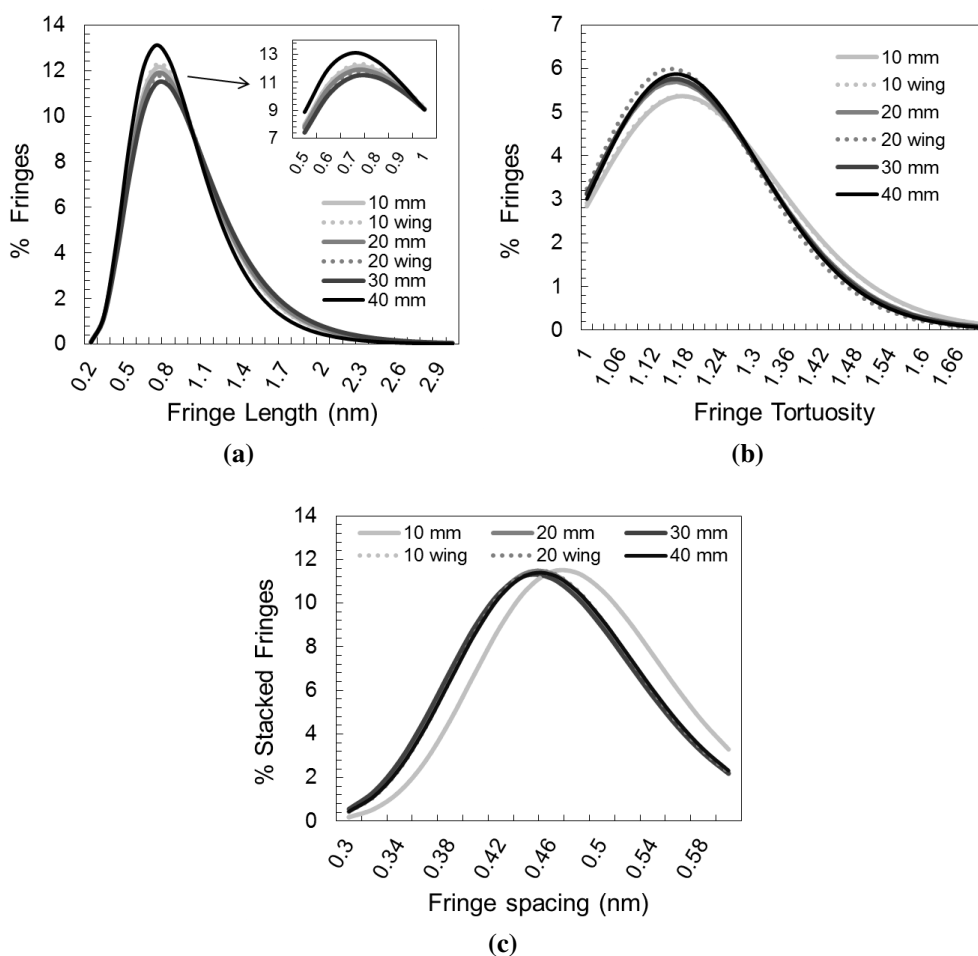 % Fringes
14
12
10
8
6
4
2
0
13
11
9
7
0.5 0.6 0.7 0.8 0.9 1
10 mm
10 wing
20 mm
20 wing
30 mm
40 mm
0.2 0.5 0.8 1.1 1.4 1.7 2 2.3 2.6 2.9
Fringe Length (nm)
(a)
% Fringes
7
6
5
4
3
2
1
0
10 mm
10 wing
20 mm
20 wing
30 mm
40 mm
1 1.06 1.12 1.18 1.24 1.3 1.36 1.42 1.48 1.54 1.6 1.66
Fringe Tortuosity
(b)
% Stacked Fringes
14
12
10
8
6
4
2
0
10 mm 20 mm 30 mm
10 wing 20 wing 40 mm
0.3 0.34 0.38 0.42 0.46 0.5 0.54 0.58
Fringe spacing (nm)
(c)